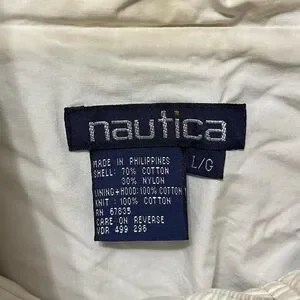 nautica
L/G
MADE IN PHILIPPINES
SHELL: 70% COTTON
30% NYLON
LINING+HOOD:100% COTTON
KNIT : 100% COTTON
RN 67835
CARE ON REVERSE
VDR 499 296